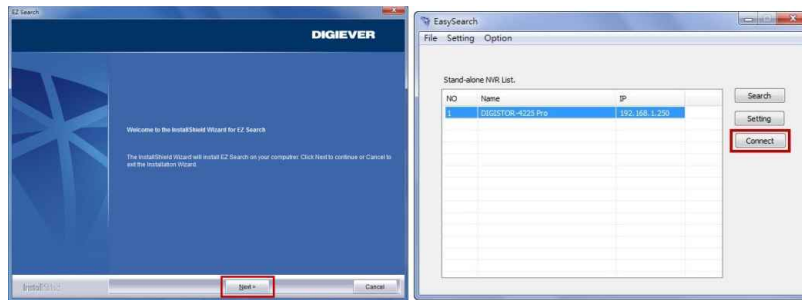 EZ Search
DIGIEVER
Welcome to the InstallShield Wizard for EZ Search
The InstallShield Wizard will install EZ Search on your computer. Click Next to continue or Cancel to
exit the Installation Wizard.
InstallShield
Next >
Cancel
EasySearch
File Setting Option
Stand-alone NVR List.
NO Name IP
1 DIGISTOR-4225 Pro 192.168.1.250
Search
Setting
Connect